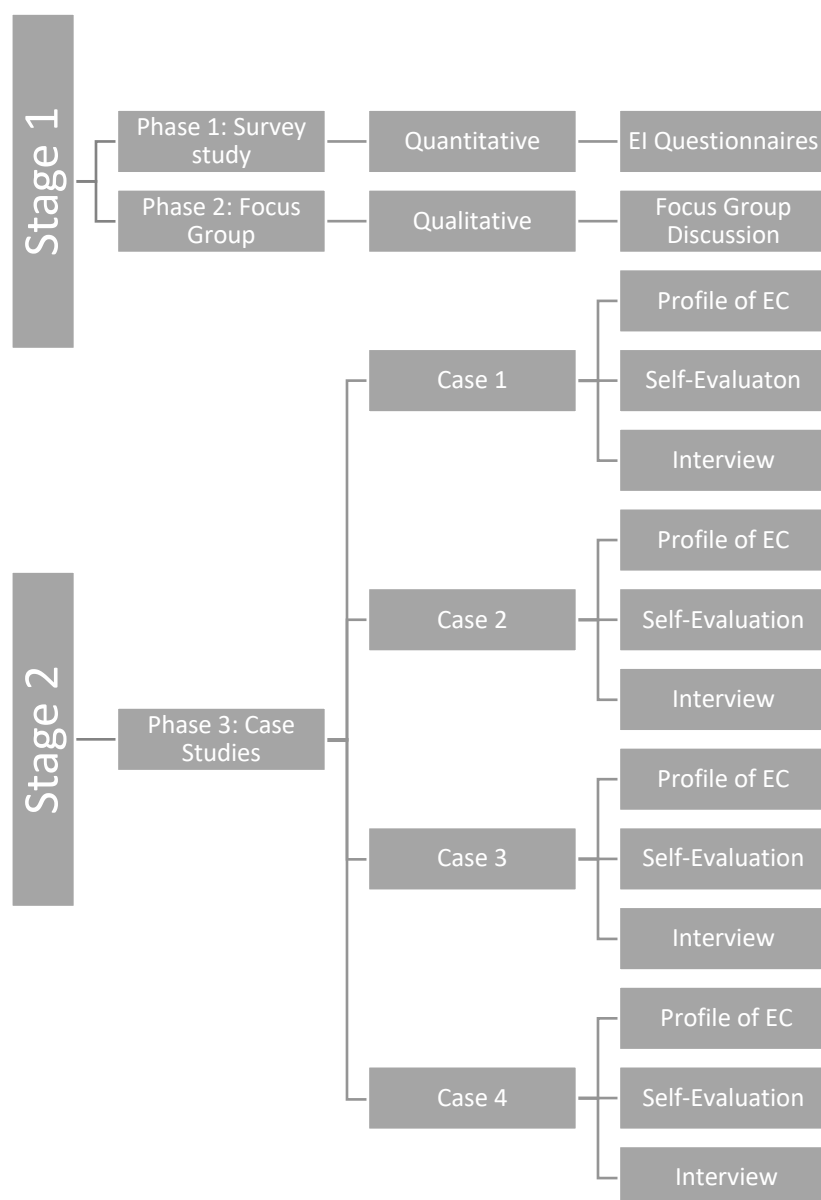 Stage 1
Phase 1: Survey
study
Quantitative
EI Questionnaires
Phase 2: Focus
Group
Qualitative
Focus Group
Discussion
Stage 2
Phase 3: Case
Studies
Case 1
Profile of EC
Self-Evaluaton
Interview
Case 2
Profile of EC
Self-Evaluation
Interview
Case 3
Profile of EC
Self-Evaluation
Interview
Case 4
Profile of EC
Self-Evaluation
Interview